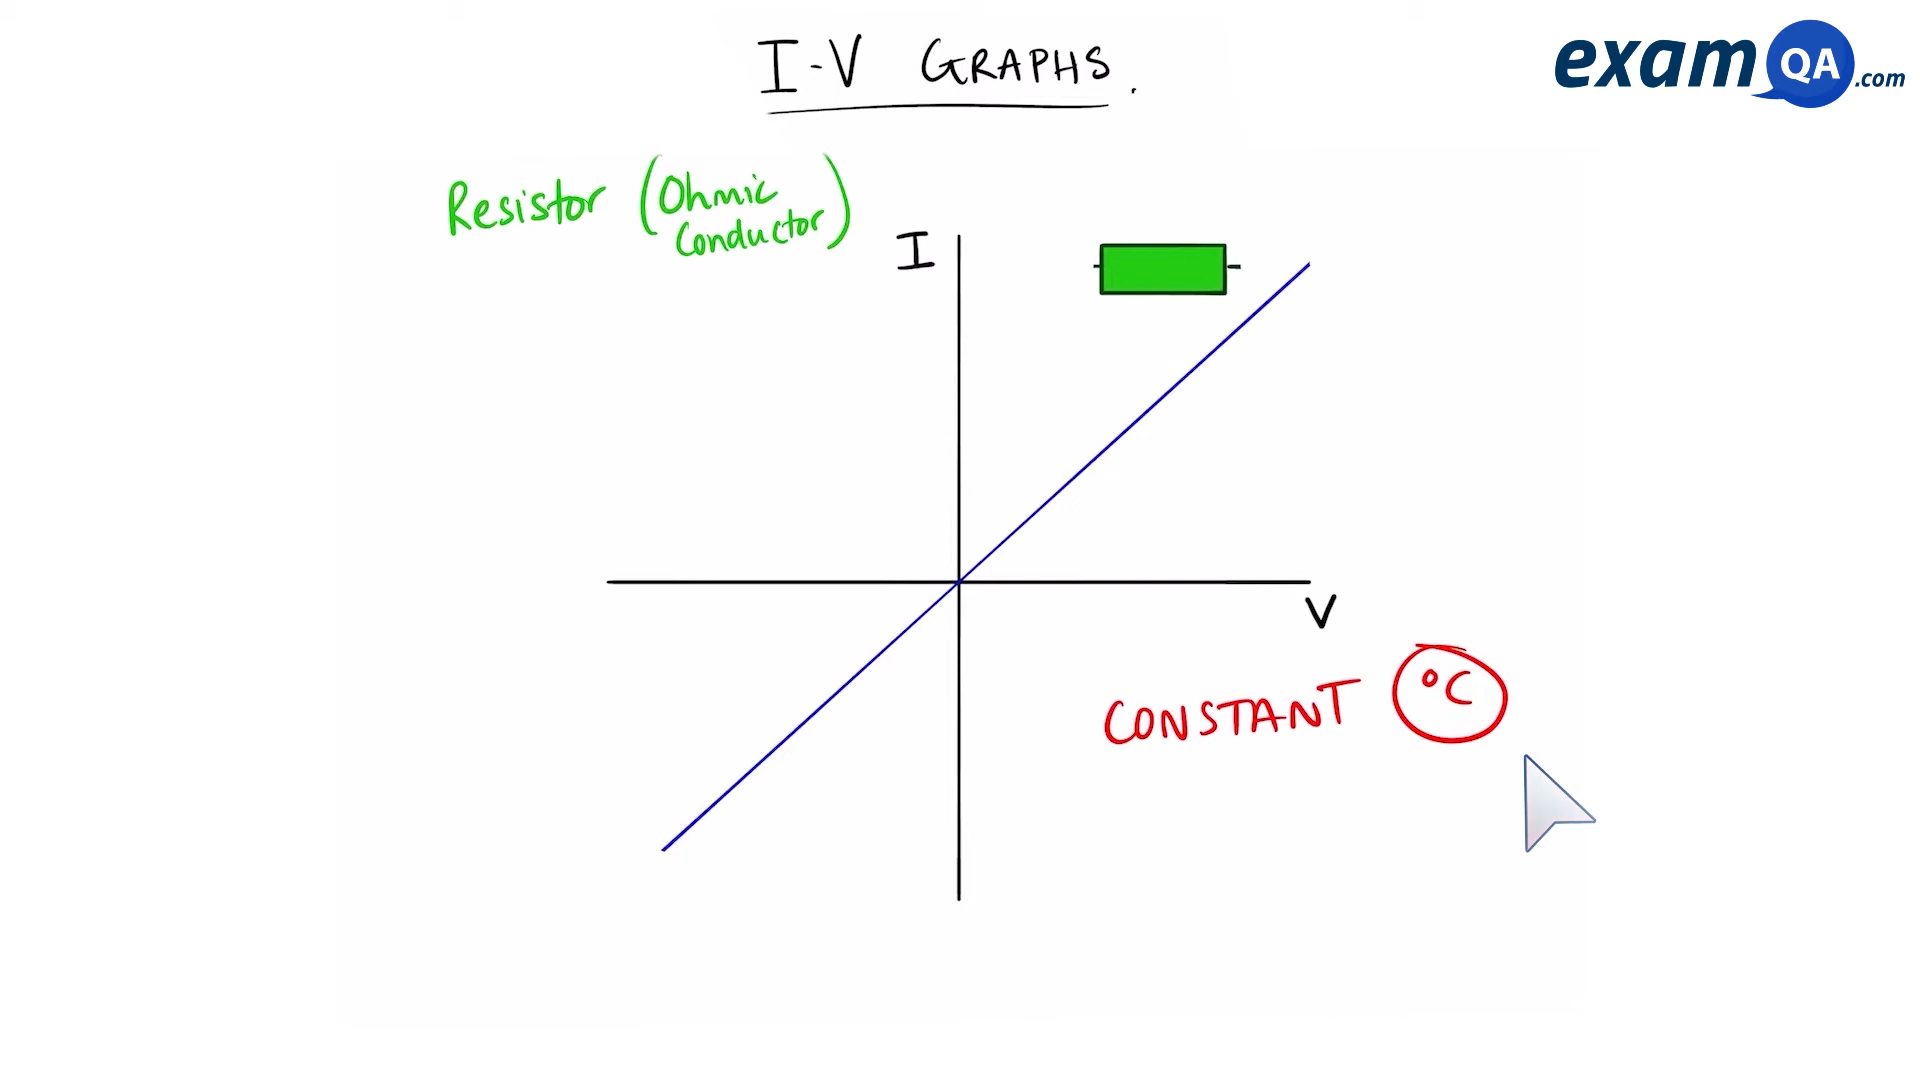 I-V GRAPHS.
examQA.com
Resistor (Ohmic
Conductor)
I
V
CONSTANT °C